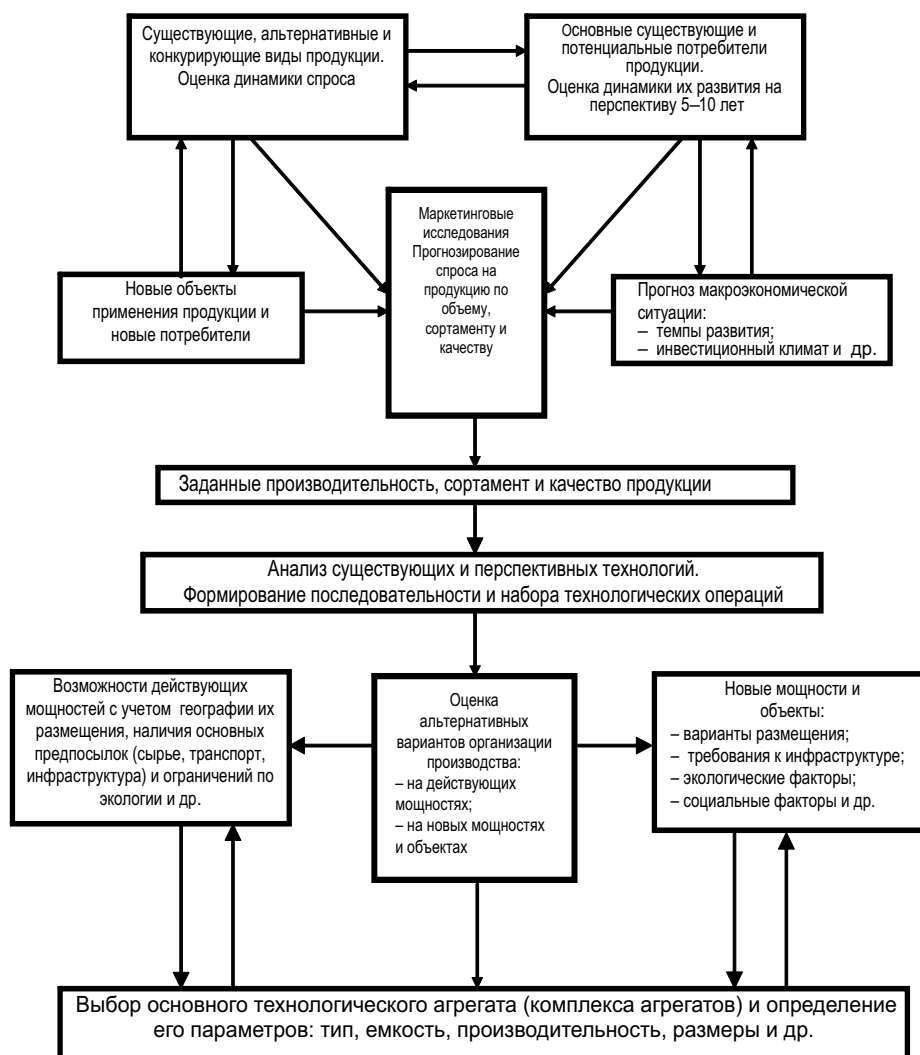 Существующие, альтернативные и
конкурирующие виды продукции.
Оценка динамики спроса
Основные существующие и
потенциальные потребители
продукции.
Оценка динамики их развития на
перспективу 5–10 лет
Маркетинговые
исследования
Прогнозирование
спроса на
продукцию по
объему,
сортаменту и
качеству
Новые объекты
применения продукции и
новые потребители
Прогноз макроэкономической
ситуации:
– темпы развития;
– инвестиционный климат и др.
Заданные производительность, сортамент и качество продукции
Анализ существующих и перспективных технологий.
Формирование последовательности и набора технологических операций
Возможности действующих
мощностей с учетом географии их
размещения, наличия основных
предпосылок (сырье, транспорт,
инфраструктура) и ограничений по
экологии и др.
Оценка
альтернативных
вариантов организации
производства:
– на действующих
мощностях;
– на новых мощностях
и объектах
Новые мощности и
объекты:
– варианты размещения;
– требования к инфраструктуре;
– экологические факторы;
– социальные факторы и др.
Выбор основного технологического агрегата (комплекса агрегатов) и определение
его параметров: тип, емкость, производительность, размеры и др.